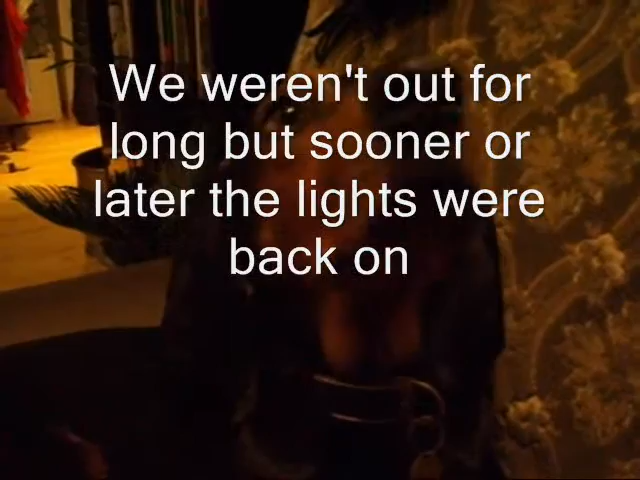 We weren't out for
long but sooner or
later the lights were
back on